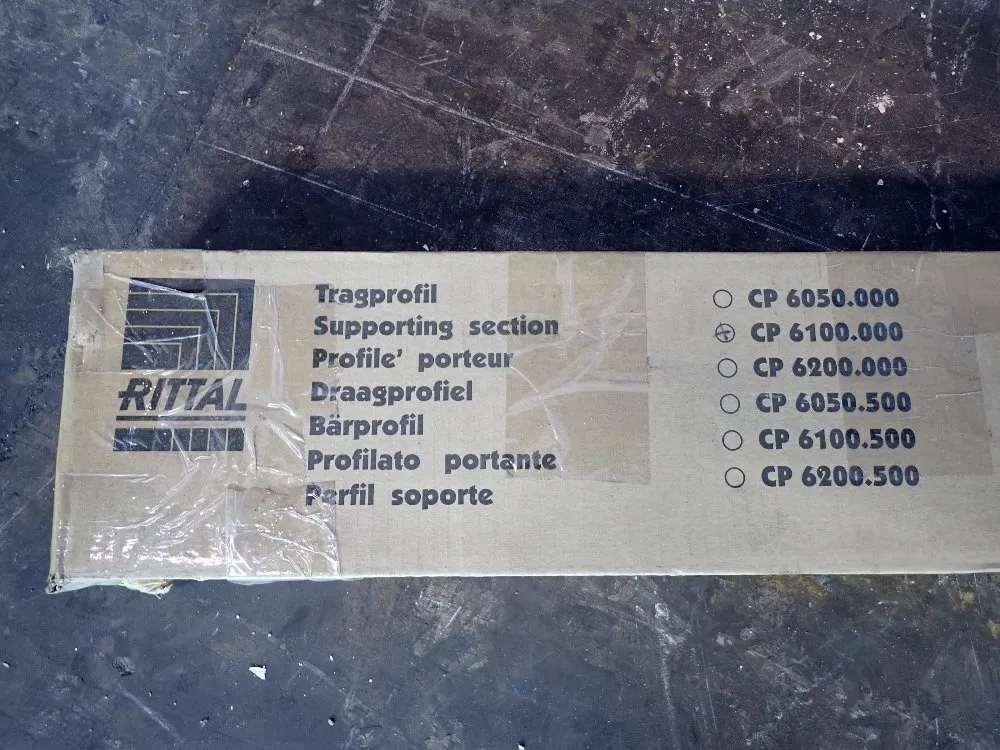 RITTAL
Tragprofil
Supporting section
Profile' porteur
Draagprofiel
Bärprofil
Profilato portante
Perfil soporte
CP 6050.000
CP 6100.000
CP 6200.000
CP 6050.500
CP 6100.500
CP 6200.500